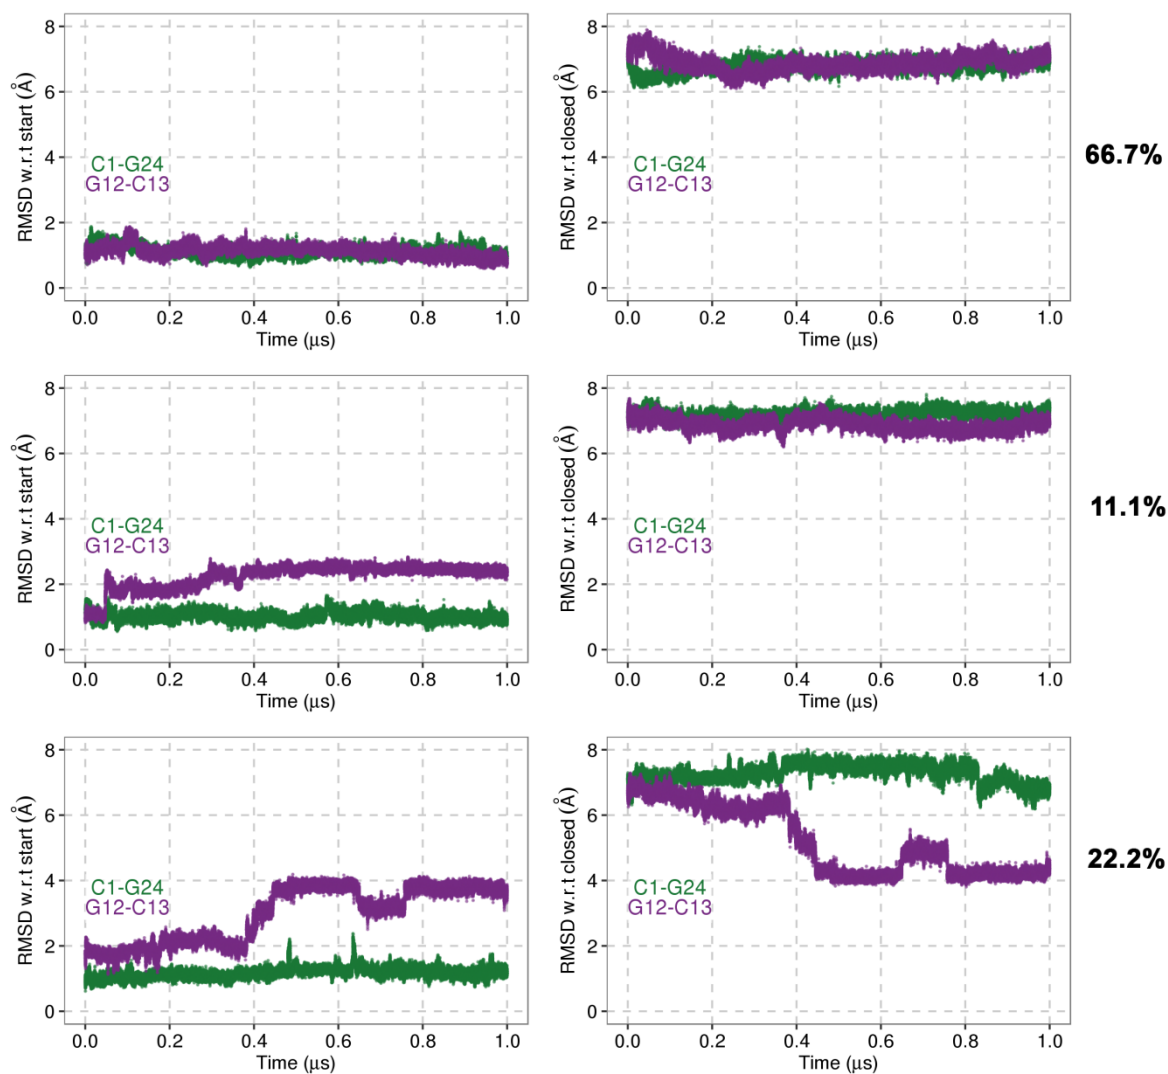 RMSD w.r.t start (Å)
8
6
4
2
0
C1-G24
G12-C13
0.0 0.2 0.4 0.6 0.8 1.0
Time (μs)
RMSD w.r.t closed (Å)
8
6
4
2
0
C1-G24
G12-C13
0.0 0.2 0.4 0.6 0.8 1.0
Time (μs)
66.7%
RMSD w.r.t start (Å)
8
6
4
2
0
C1-G24
G12-C13
0.0 0.2 0.4 0.6 0.8 1.0
Time (μs)
RMSD w.r.t closed (Å)
8
6
4
2
0
C1-G24
G12-C13
0.0 0.2 0.4 0.6 0.8 1.0
Time (μs)
11.1%
RMSD w.r.t start (Å)
8
6
4
2
0
C1-G24
G12-C13
0.0 0.2 0.4 0.6 0.8 1.0
Time (μs)
RMSD w.r.t closed (Å)
8
6
4
2
0
C1-G24
G12-C13
0.0 0.2 0.4 0.6 0.8 1.0
Time (μs)
22.2%